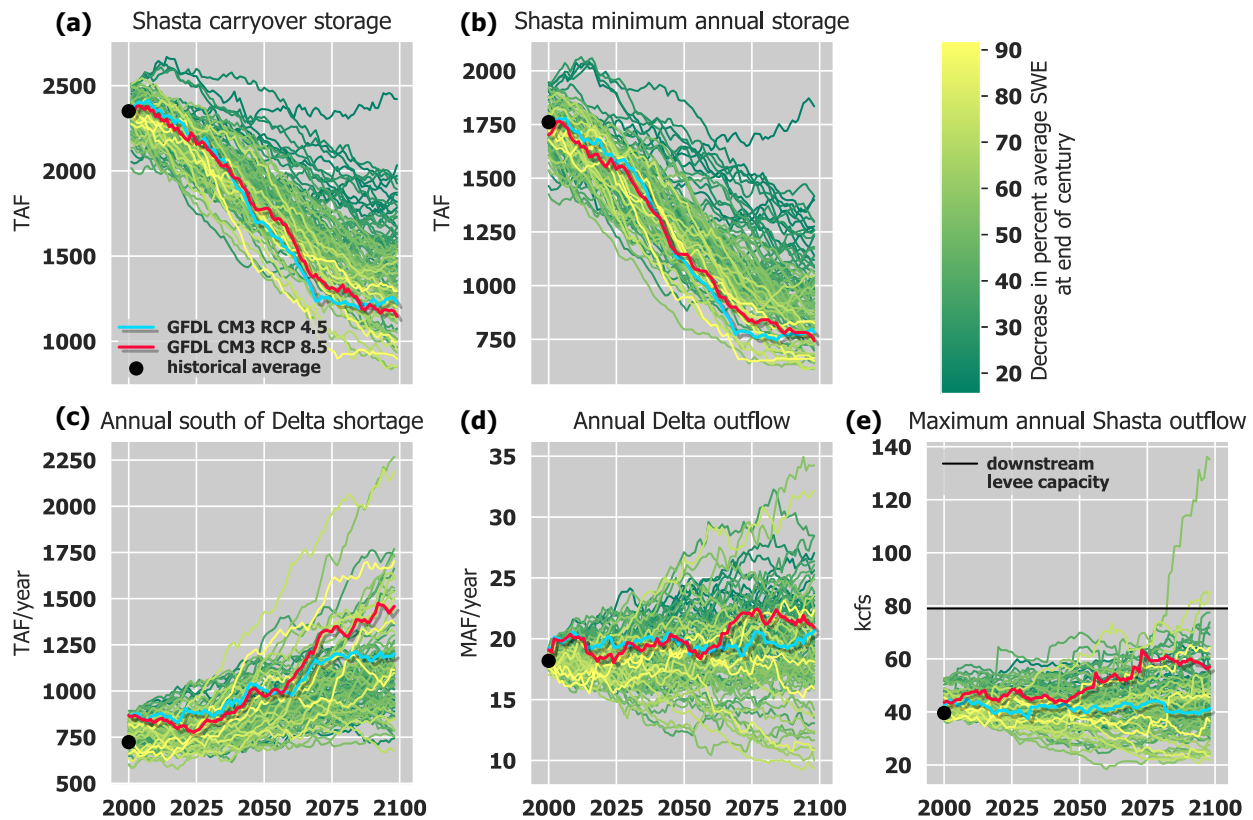 (a) Shasta carryover storage
2500
2000
1500
1000
TAF
GFDL CM3 RCP 4.5
GFDL CM3 RCP 8.5
historical average
(b) Shasta minimum annual storage
2000
1750
1500
1250
1000
750
TAF
90
80
70
60
50
40
30
20
Decrease in percent average SWE
at end of century
(c) Annual south of Delta shortage
2250
2000
1750
1500
1250
1000
750
500
TAF/year
2000 2025 2050 2075 2100
(d) Annual Delta outflow
35
30
25
20
15
10
MAF/year
2000 2025 2050 2075 2100
(e) Maximum annual Shasta outflow
140
120
100
80
60
40
20
kcfs
downstream
levee capacity
2000 2025 2050 2075 2100